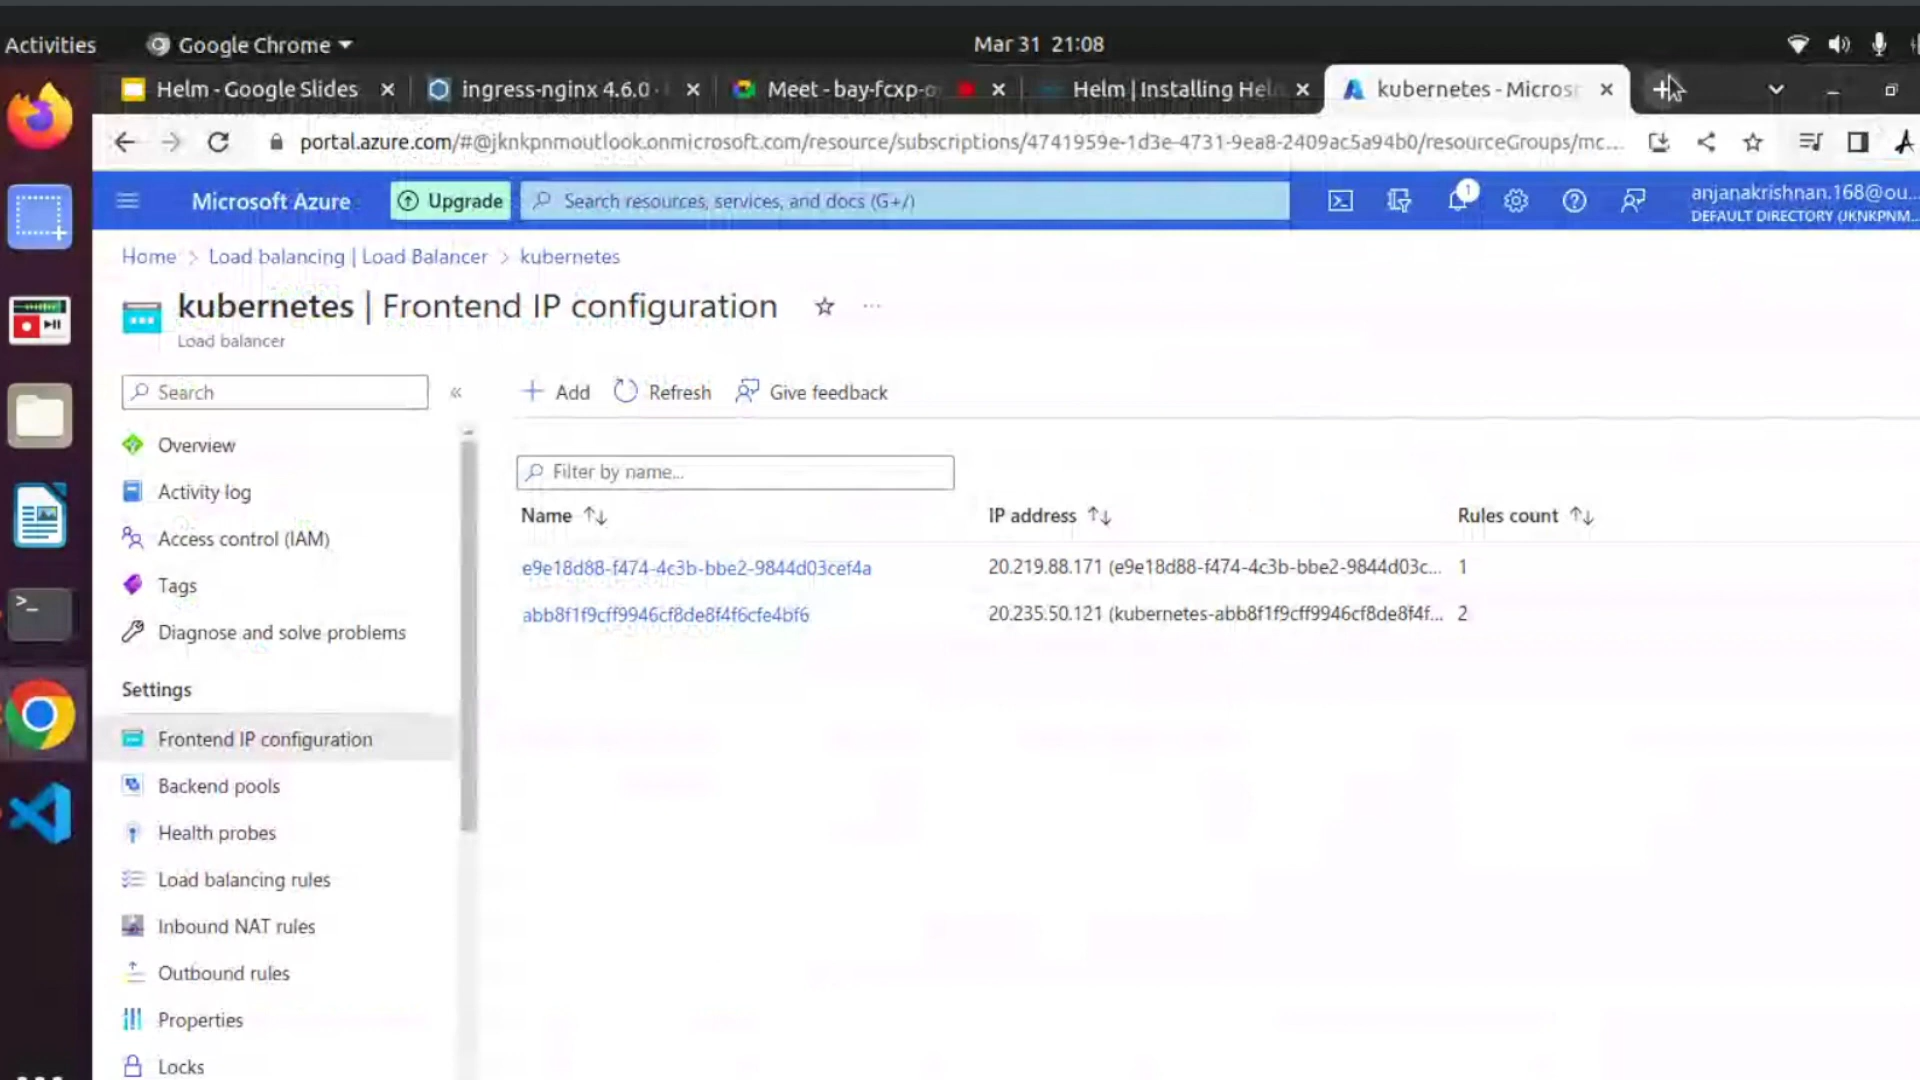 Activities Google Chrome Mar 31 21:08
Helm - Google Slides ingress-nginx 4.6.0 · Meet - bay-fcxp- Helm | Installing Hel kubernetes - Micros
portal.azure.com/#@jknkpnmoutlook.onmicrosoft.com/resource/subscriptions/4741959e-1d3e-4731-9ea8-2409ac5a94b0/resourceGroups/mc...
Microsoft Azure Upgrade Search resources, services, and docs (G+/) 1 anjanakrishnan.168@ou...
DEFAULT DIRECTORY (JKNKPNM...
Home > Load balancing | Load Balancer > kubernetes
kubernetes | Frontend IP configuration ...
Load balancer
Search « + Add Refresh Give feedback
Overview
Activity log
Access control (IAM)
Tags
Diagnose and solve problems
Settings
Frontend IP configuration
Backend pools
Health probes
Load balancing rules
Inbound NAT rules
Outbound rules
Properties
Locks
Filter by name...
Name ↑↓ IP address ↑↓ Rules count ↑↓
e9e18d88-f474-4c3b-bbe2-9844d03cef4a 20.219.88.171 (e9e18d88-f474-4c3b-bbe2-9844d03c... 1
abb8f1f9cff9946cf8de8f4f6cfe4bf6 20.235.50.121 (kubernetes-abb8f1f9cff9946cf8de8f4f... 2